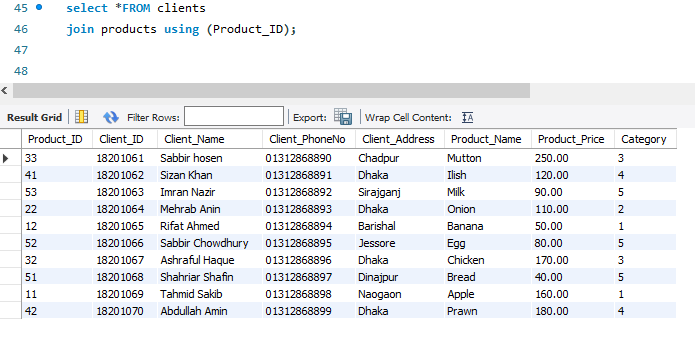 45 select *FROM clients
46 join products using (Product_ID);
47
48
Result Grid Filter Rows: Export: Wrap Cell Content:
Product_ID Client_ID Client_Name Client_PhoneNo Client_Address Product_Name Product_Price Category
33 18201061 Sabbir hosen 01312868890 Chadpur Mutton 250.00 3
41 18201062 Sizan Khan 01312868891 Dhaka Ilish 120.00 4
53 18201063 Imran Nazir 01312868892 Sirajganj Milk 90.00 5
22 18201064 Mehrab Anin 01312868893 Dhaka Onion 110.00 2
12 18201065 Rifat Ahmed 01312868894 Barishal Banana 50.00 1
52 18201066 Sabbir Chowdhury 01312868895 Jessore Egg 80.00 5
32 18201067 Ashraful Haque 01312868896 Dhaka Chicken 170.00 3
51 18201068 Shahriar Shafin 01312868897 Dinajpur Bread 40.00 5
11 18201069 Tahmid Sakib 01312868898 Naogaon Apple 160.00 1
42 18201070 Abdullah Amin 01312868899 Dhaka Prawn 180.00 4